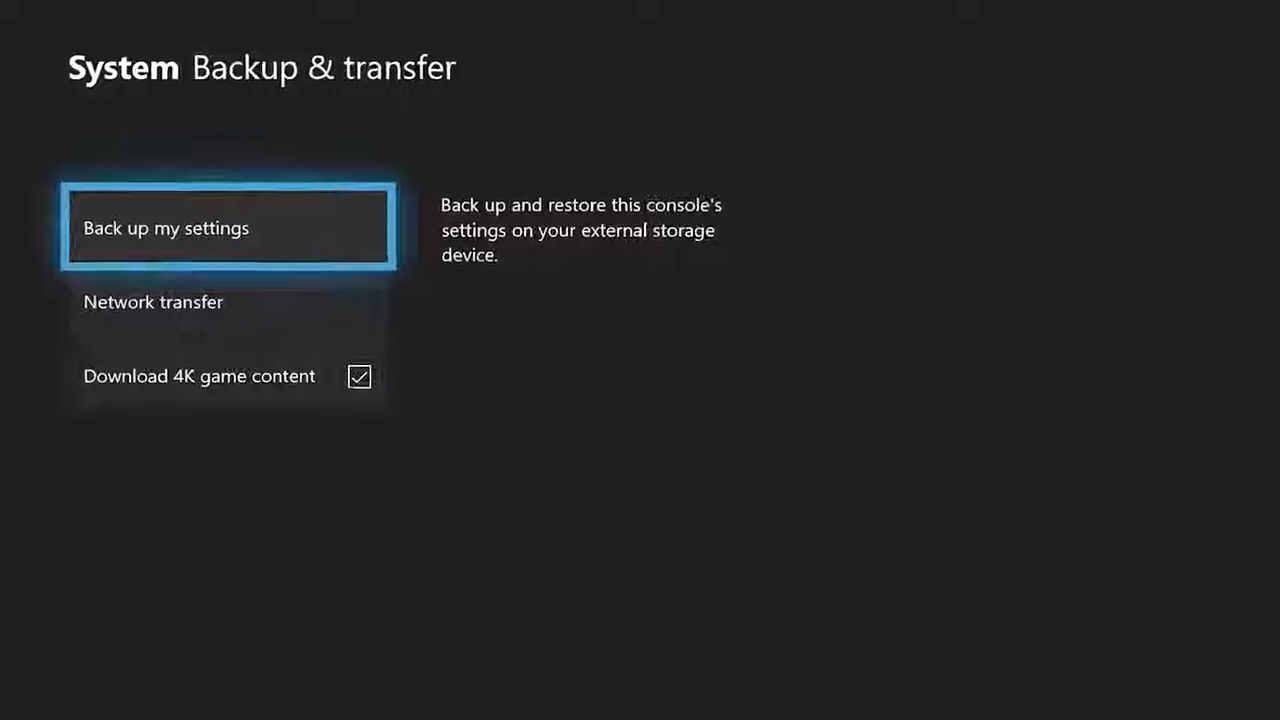 System Backup & transfer
Back up my settings
Back up and restore this console's
settings on your external storage
device.
Network transfer
Download 4K game content